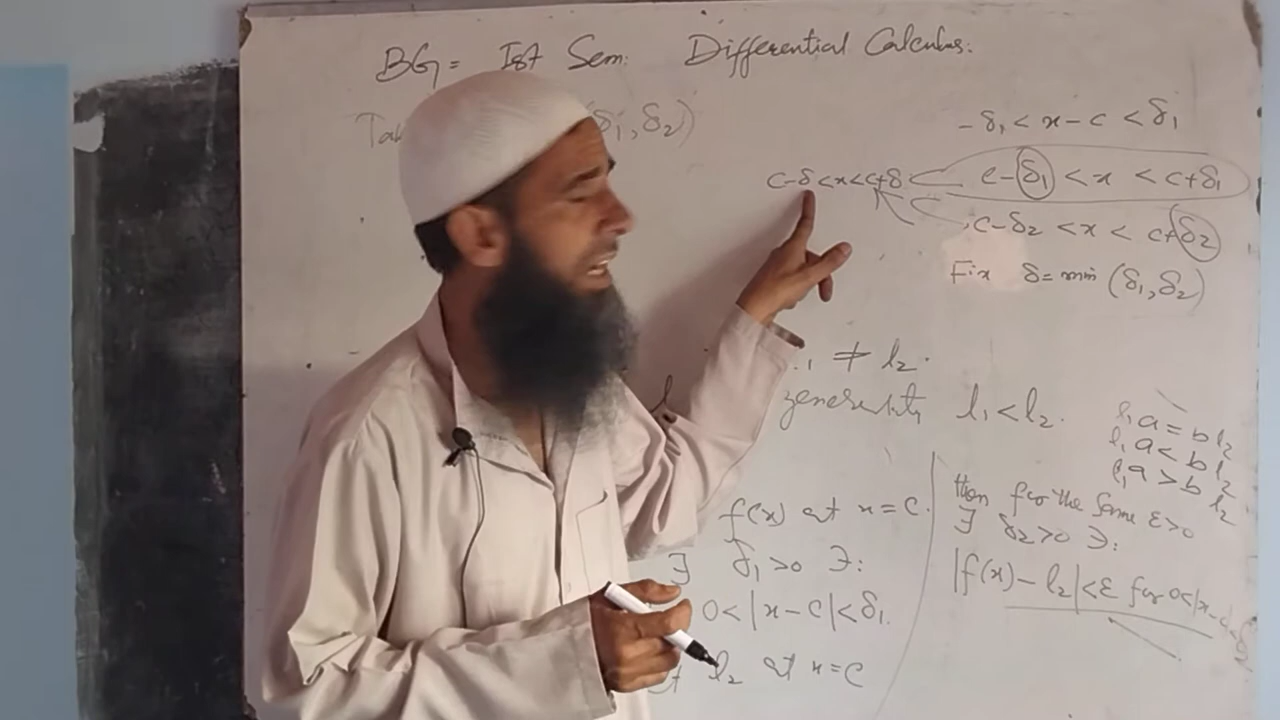 BG = Ist Sem. Differential Calculus.
(δ1, δ2)
-δ1 < x-c < δ1
c-δ<x<c+δ c-δ1 < x < c+δ1
c-δ2 < x < c+δ2
Fix δ= min (δ1, δ2)
1 ≠ l2.
generality l1 < l2.
l1 a = b l2
l1 a < b l2
l1 a > b l2
f(x) at x = c.
∃ δ1>0 ∋:
0<|x-c|<δ1.
l2 at x=c
then for the same ε>0
∃ δ2>0 ∋:
|f(x)-l2|<ε for 0<|x-c|<δ2